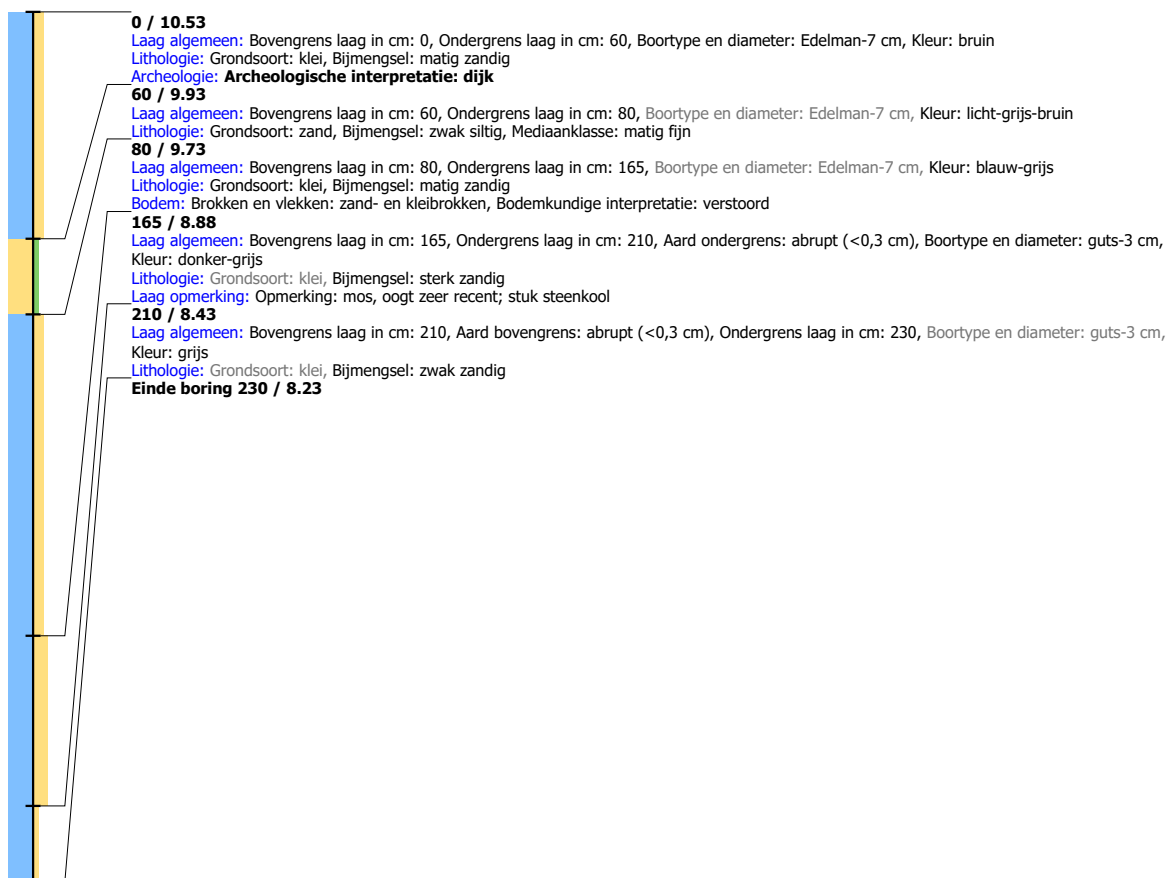 0 / 10.53
Laag algemeen: Bovengrens laag in cm: 0, Ondergrens laag in cm: 60, Boortype en diameter: Edelman-7 cm, Kleur: bruin
Lithologie: Grondsoort: klei, Bijmengsel: matig zandig
Archeologie: Archeologische interpretatie: dijk
60 / 9.93
Laag algemeen: Bovengrens laag in cm: 60, Ondergrens laag in cm: 80, Boortype en diameter: Edelman-7 cm, Kleur: licht-grijs-bruin
Lithologie: Grondsoort: zand, Bijmengsel: zwak siltig, Mediaanklasse: matig fijn
80 / 9.73
Laag algemeen: Bovengrens laag in cm: 80, Ondergrens laag in cm: 165, Boortype en diameter: Edelman-7 cm, Kleur: blauw-grijs
Lithologie: Grondsoort: klei, Bijmengsel: matig zandig
Bodem: Brokken en vlekken: zand- en kleibrokken, Bodemkundige interpretatie: verstoord
165 / 8.88
Laag algemeen: Bovengrens laag in cm: 165, Ondergrens laag in cm: 210, Aard ondergrens: abrupt (<0,3 cm), Boortype en diameter: guts-3 cm,
Kleur: donker-grijs
Lithologie: Grondsoort: klei, Bijmengsel: sterk zandig
Laag opmerking: Opmerking: mos, oogt zeer recent; stuk steenkool
210 / 8.43
Laag algemeen: Bovengrens laag in cm: 210, Aard bovengrens: abrupt (<0,3 cm), Ondergrens laag in cm: 230, Boortype en diameter: guts-3 cm,
Kleur: grijs
Lithologie: Grondsoort: klei, Bijmengsel: zwak zandig
Einde boring 230 / 8.23